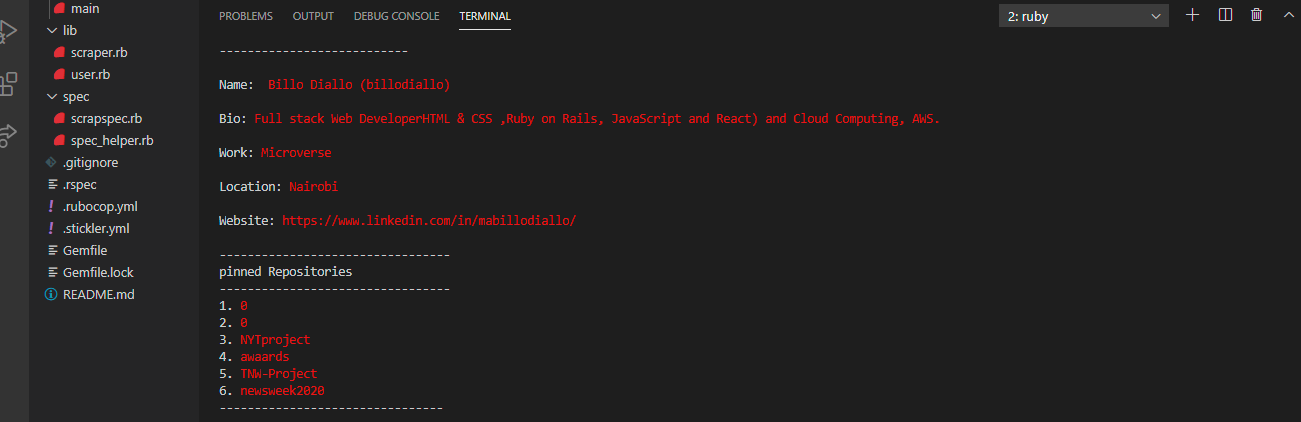 main
lib
scraper.rb
user.rb
spec
scrapspec.rb
spec_helper.rb
.gitignore
.rspec
.rubocop.yml
.stickler.yml
Gemfile
Gemfile.lock
README.md
PROBLEMS OUTPUT DEBUG CONSOLE TERMINAL 2: ruby
---------------------------
Name:  Billo Diallo (billodiallo)
Bio: Full stack Web DeveloperHTML & CSS ,Ruby on Rails, JavaScript and React) and Cloud Computing, AWS.
Work: Microverse
Location: Nairobi
Website: https://www.linkedin.com/in/mabillodiallo/
---------------------------------
pinned Repositories
---------------------------------
1. 0
2. 0
3. NYTproject
4. awaards
5. TNW-Project
6. newsweek2020
--------------------------------